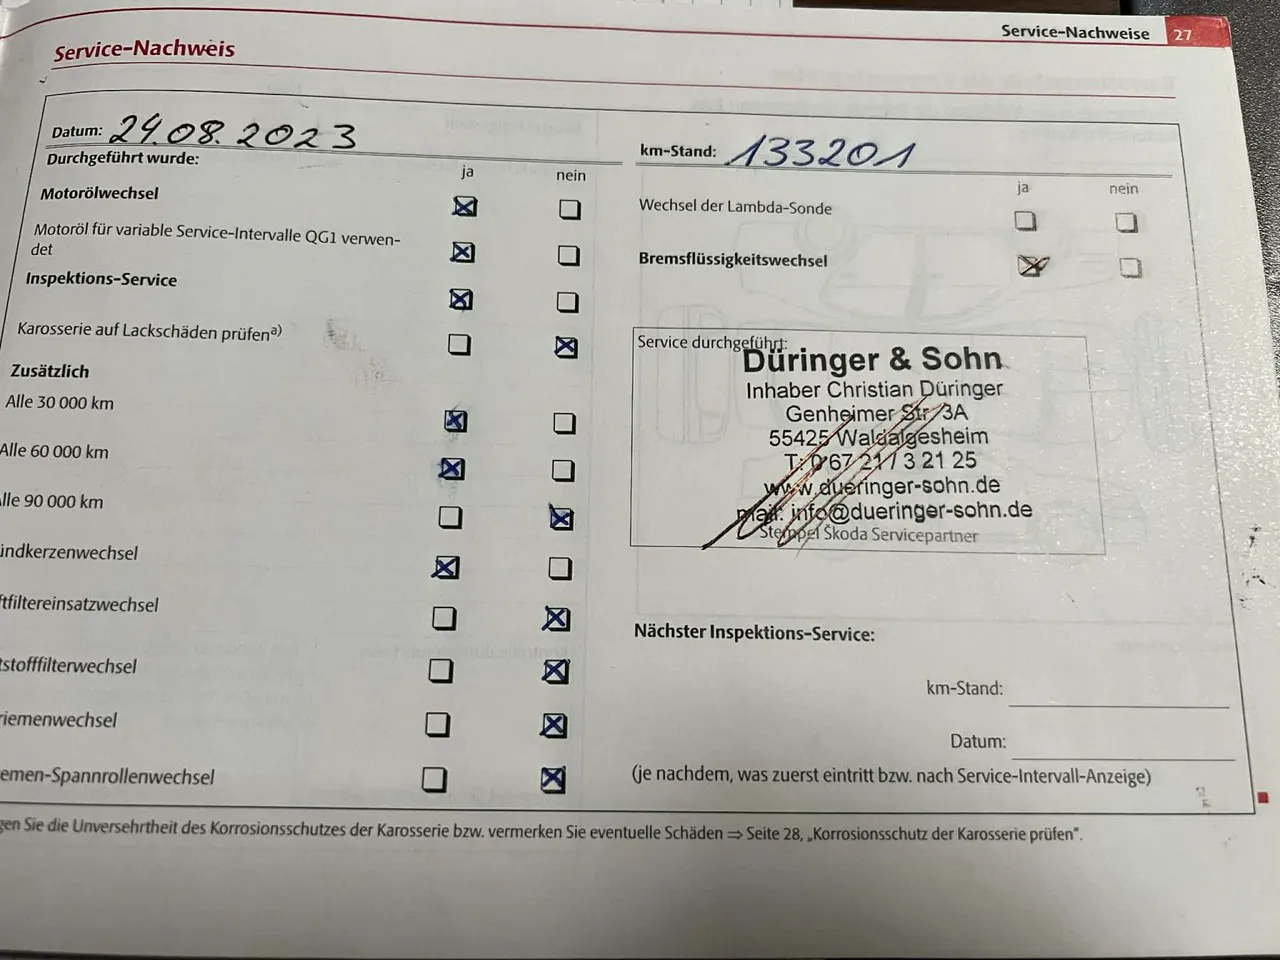 Service-Nachweise 27
Service-Nachweis
Datum: 24.08.2023
Durchgeführt wurde:
ja nein
Motorölwechsel
Motoröl für variable Service-Intervalle QG1 verwen-
det
Inspektions-Service
Karosserie auf Lackschäden prüfen a)
Zusätzlich
Alle 30 000 km
Alle 60 000 km
lle 90 000 km
ündkerzenwechsel
ftfiltereinsatzwechsel
tstofffilterwechsel
riemenwechsel
emen-Spannrollenwechsel
km-Stand: 133201
ja nein
Wechsel der Lambda-Sonde
Bremsflüssigkeitswechsel
Service durchgeführt:
Düringer & Sohn
Inhaber Christian Düringer
Genheimer Str. 3A
55425 Waldalgesheim
T: 0 67 21 / 3 21 25
www.dueringer-sohn.de
mail: info@dueringer-sohn.de
Stempel Škoda Servicepartner
Nächster Inspektions-Service:
km-Stand:
Datum:
(je nachdem, was zuerst eintritt bzw. nach Service-Intervall-Anzeige)
gen Sie die Unversehrtheit des Korrosionsschutzes der Karosserie bzw. vermerken Sie eventuelle Schäden ⇒ Seite 28, „Korrosionsschutz der Karosserie prüfen".